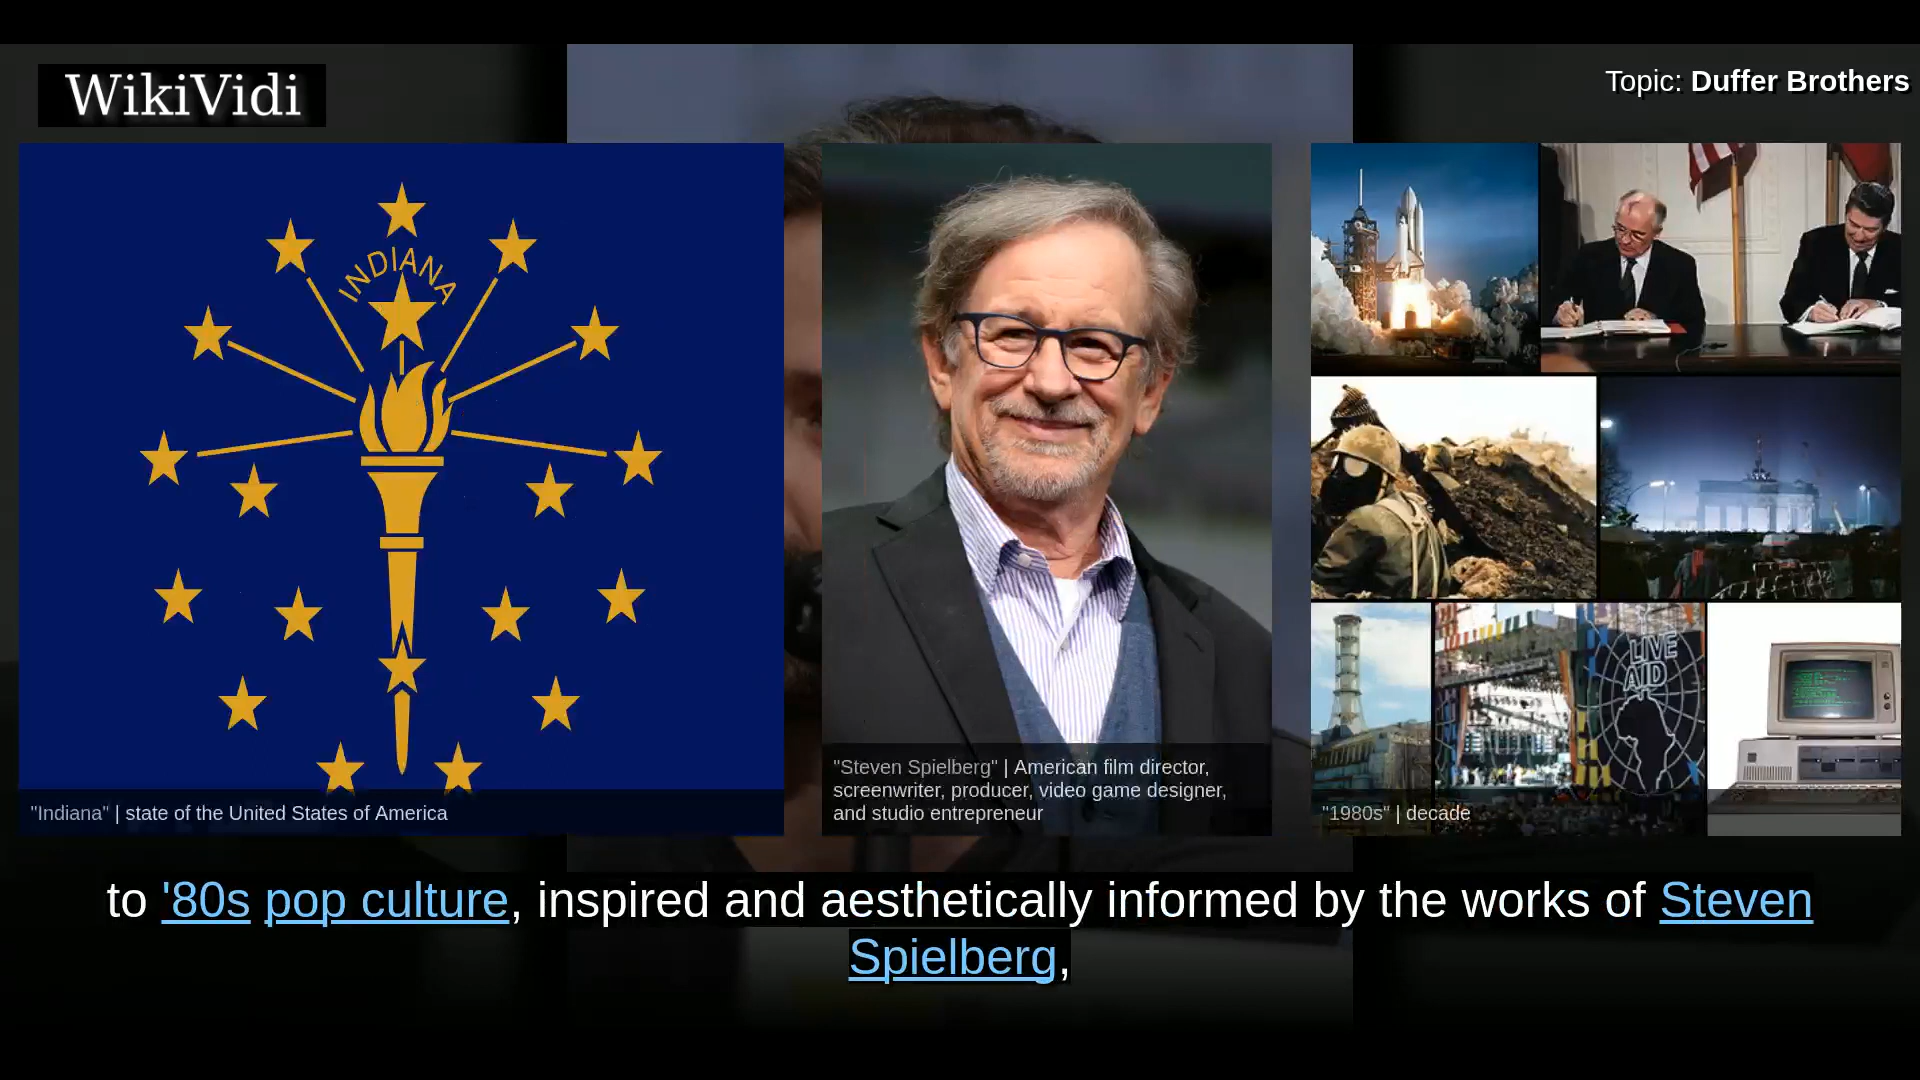 WikiVidi
Topic: Duffer Brothers
INDIANA
LIVE
AID
"Indiana" | state of the United States of America
"Steven Spielberg" | American film director,
screenwriter, producer, video game designer,
and studio entrepreneur
"1980s" | decade
to '80s pop culture, inspired and aesthetically informed by the works of Steven
Spielberg,